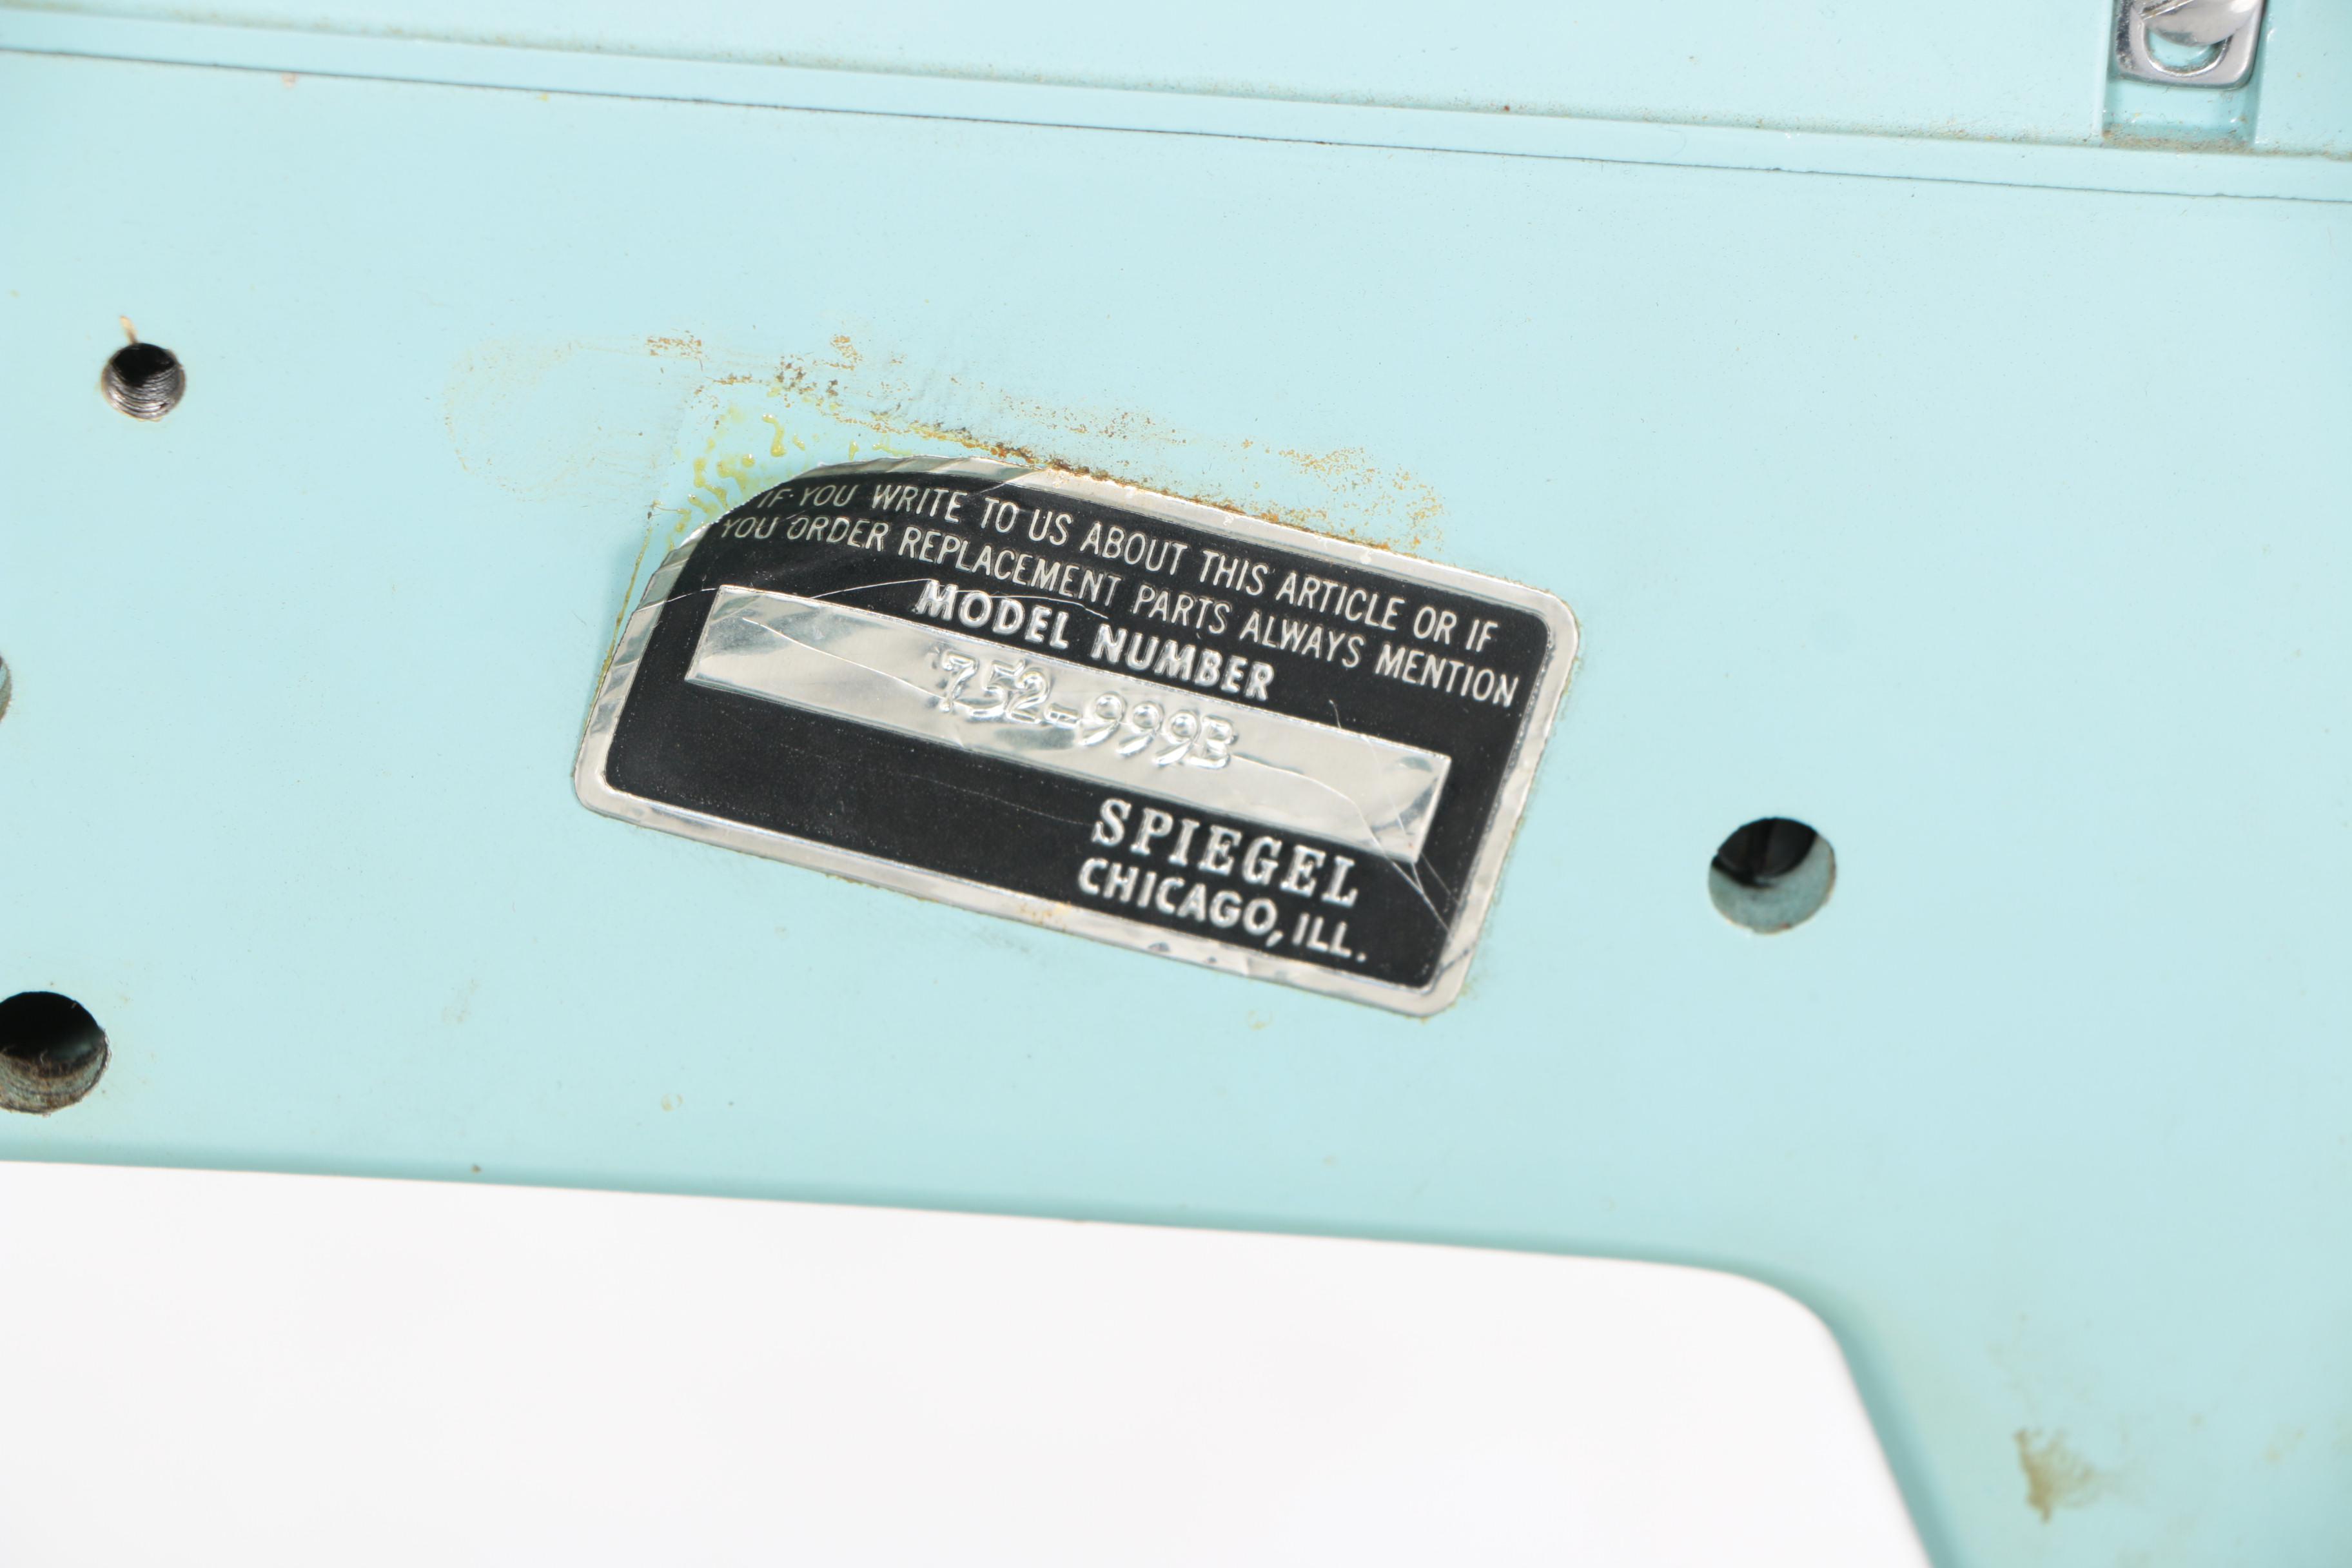 IF YOU WRITE TO US ABOUT THIS ARTICLE OR IF
YOU ORDER REPLACEMENT PARTS ALWAYS MENTION
MODEL NUMBER
752-999B
SPIEGEL
CHICAGO, ILL.